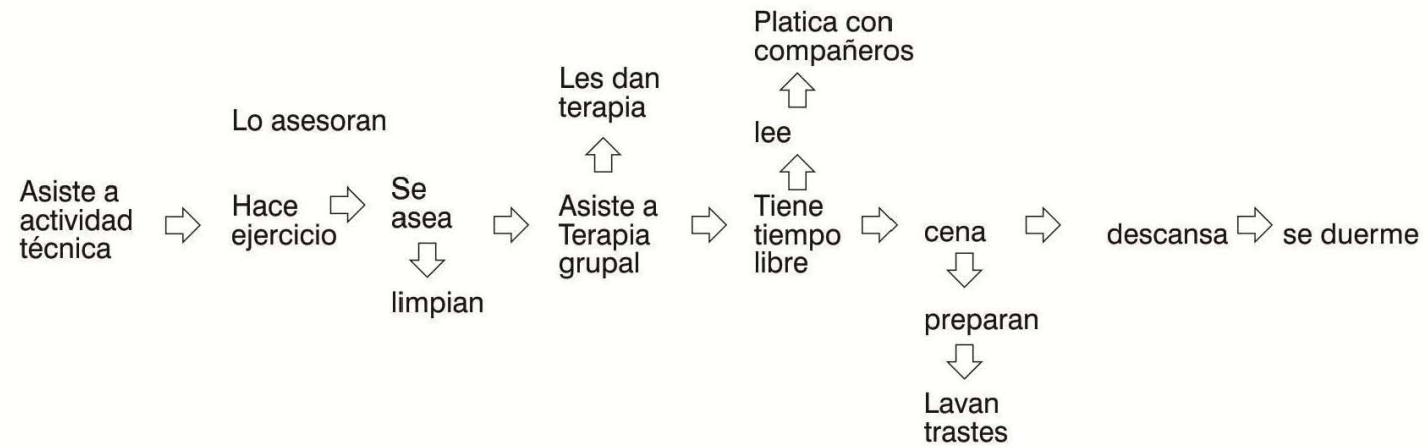 Platica con
compañeros
Les dan
terapia
Lo asesoran
lee
Asiste a
actividad
técnica
Hace
ejercicio
Se
asea
Asiste a
Terapia
grupal
Tiene
tiempo
libre
cena
descansa
se duerme
limpian
preparan
Lavan
trastes